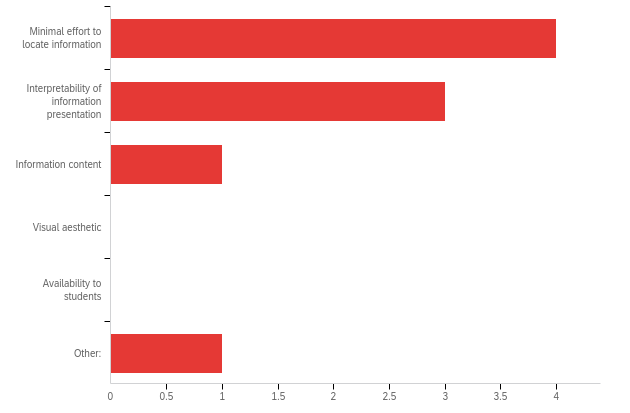 Minimal effort to
locate information
Interpretability of
information
presentation
Information content
Visual aesthetic
Availability to
students
Other:
0 0.5 1 1.5 2 2.5 3 3.5 4